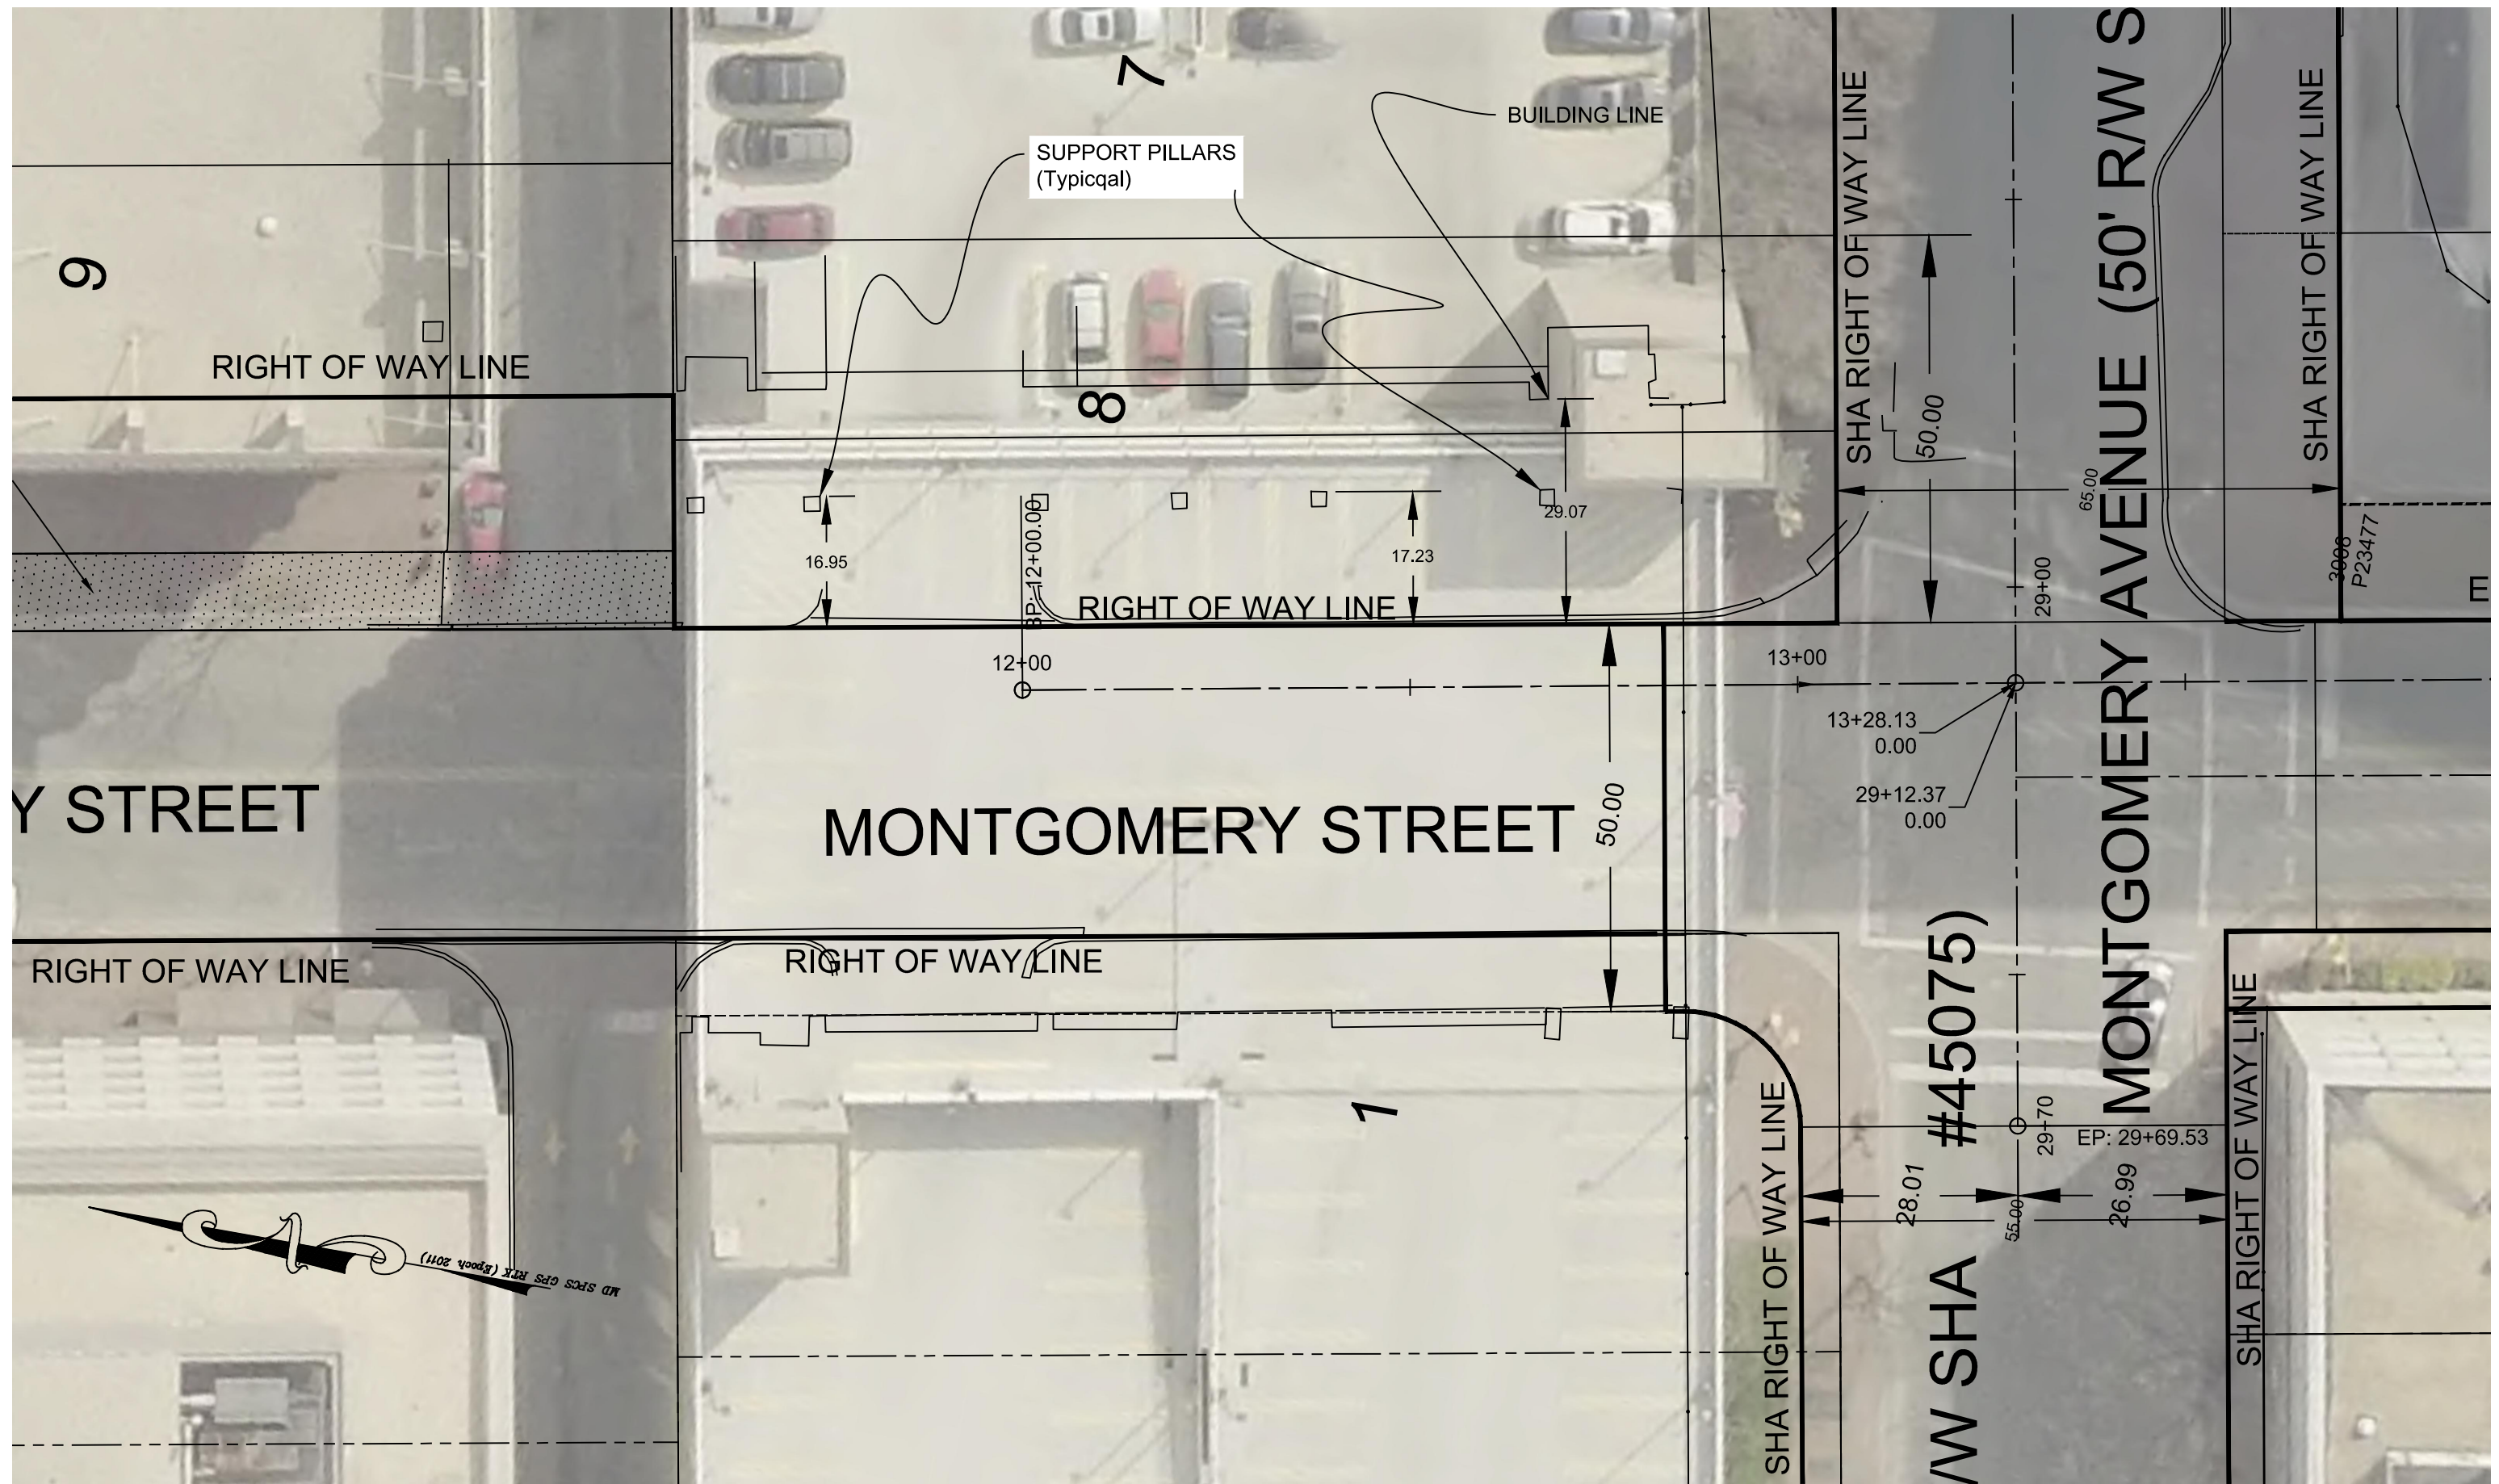 7
BUILDING LINE
SUPPORT PILLARS
(Typicqal)
SHA RIGHT OF WAY LINE
MONTGOMERY AVENUE (50' R/W S
SHA RIGHT OF WAY LINE
9
RIGHT OF WAY LINE
8
50.00
65.00
29.07
BP: 12+00.00
16.95
17.23
3008
P23477
29+00
E
RIGHT OF WAY LINE
12+00
13+00
13+28.13
0.00
29+12.37
0.00
Y STREET
MONTGOMERY STREET
50.00
RIGHT OF WAY LINE
RIGHT OF WAY LINE
1
SHA RIGHT OF WAY LINE
/W SHA #45075)
29+70
EP: 29+69.53
28.01
26.99
55.00
SHA RIGHT OF WAY LINE
MD SPCS GPS RTK (Epoch 2011)